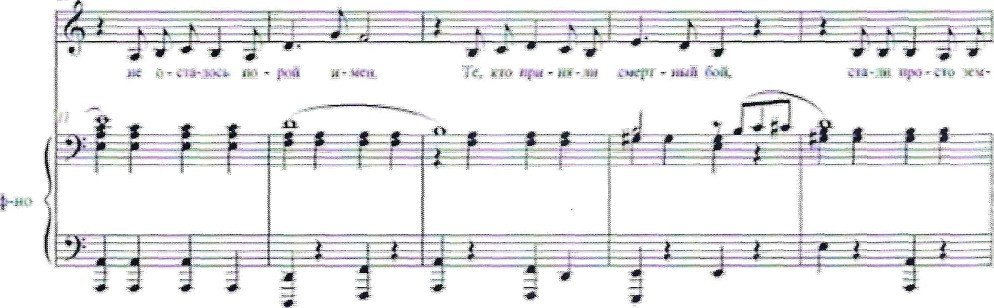 не о - ста - лось по - рой и - мен. Те, кто при - ня - ли смерт - ный бой, ста - ли про - сто зем -
11
ф-но